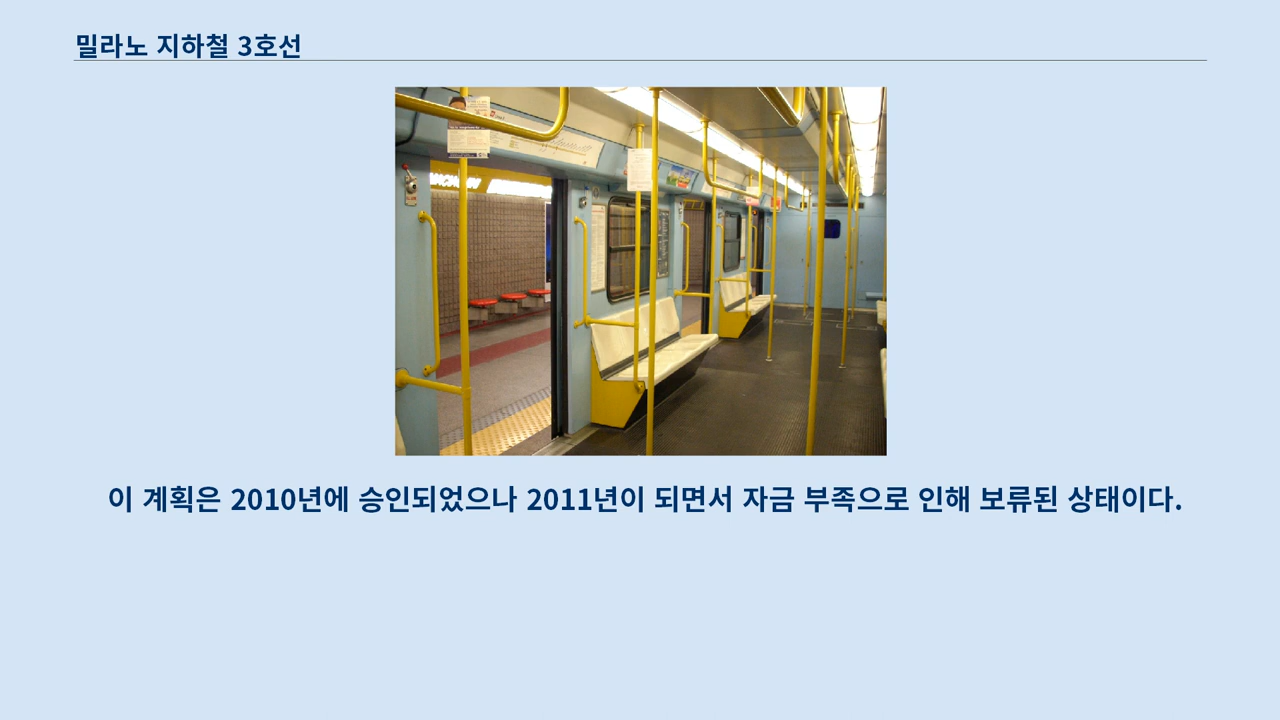 밀라노 지하철 3호선
이 계획은 2010년에 승인되었으나 2011년이 되면서 자금 부족으로 인해 보류된 상태이다.